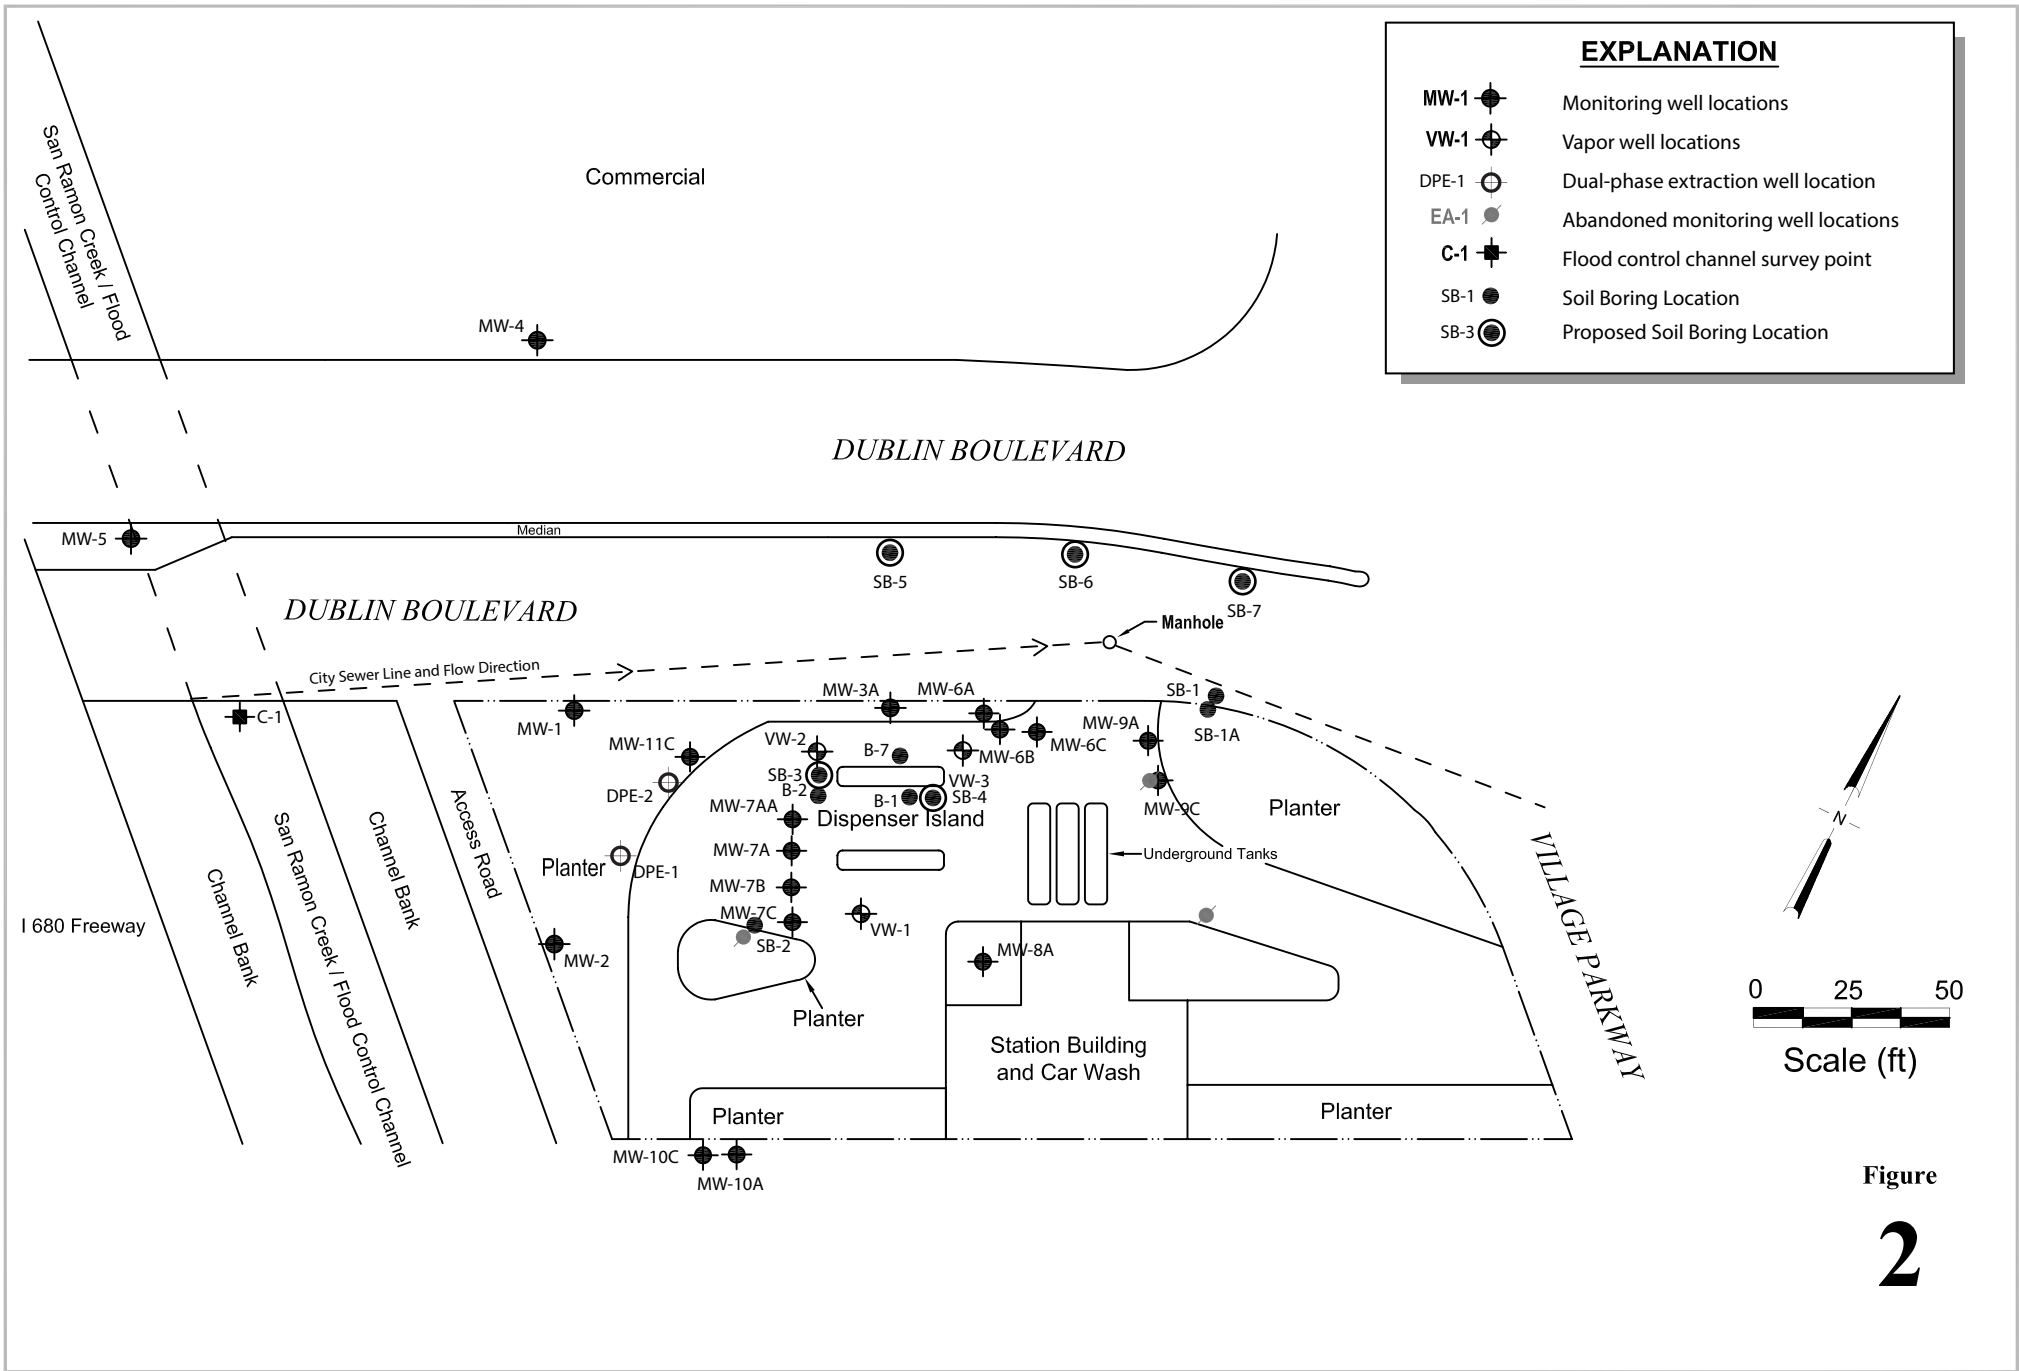 EXPLANATION
MW-1 Monitoring well locations
VW-1 Vapor well locations
DPE-1 Dual-phase extraction well location
EA-1 Abandoned monitoring well locations
C-1 Flood control channel survey point
SB-1 Soil Boring Location
SB-3 Proposed Soil Boring Location
San Ramon Creek / Flood
Control Channel
Commercial
MW-4
DUBLIN BOULEVARD
MW-5
Median
SB-5
SB-6
SB-7
DUBLIN BOULEVARD
Manhole
City Sewer Line and Flow Direction
C-1
MW-1
MW-3A
MW-6A
SB-1
SB-1A
MW-9A
MW-11C
VW-2
B-7
MW-6B
MW-6C
SB-3
VW-3
DPE-2
B-2
B-1
SB-4
MW-7AA
Dispenser Island
MW-9C
Planter
MW-7A
Planter
DPE-1
Underground Tanks
MW-7B
MW-7C
SB-2
VW-1
MW-2
MW-8A
Access Road
Channel Bank
San Ramon Creek / Flood Control Channel
Channel Bank
I 680 Freeway
VILLAGE PARKWAY
N
Planter
Station Building
and Car Wash
Planter
Planter
MW-10C
MW-10A
0 25 50
Scale (ft)
Figure
2